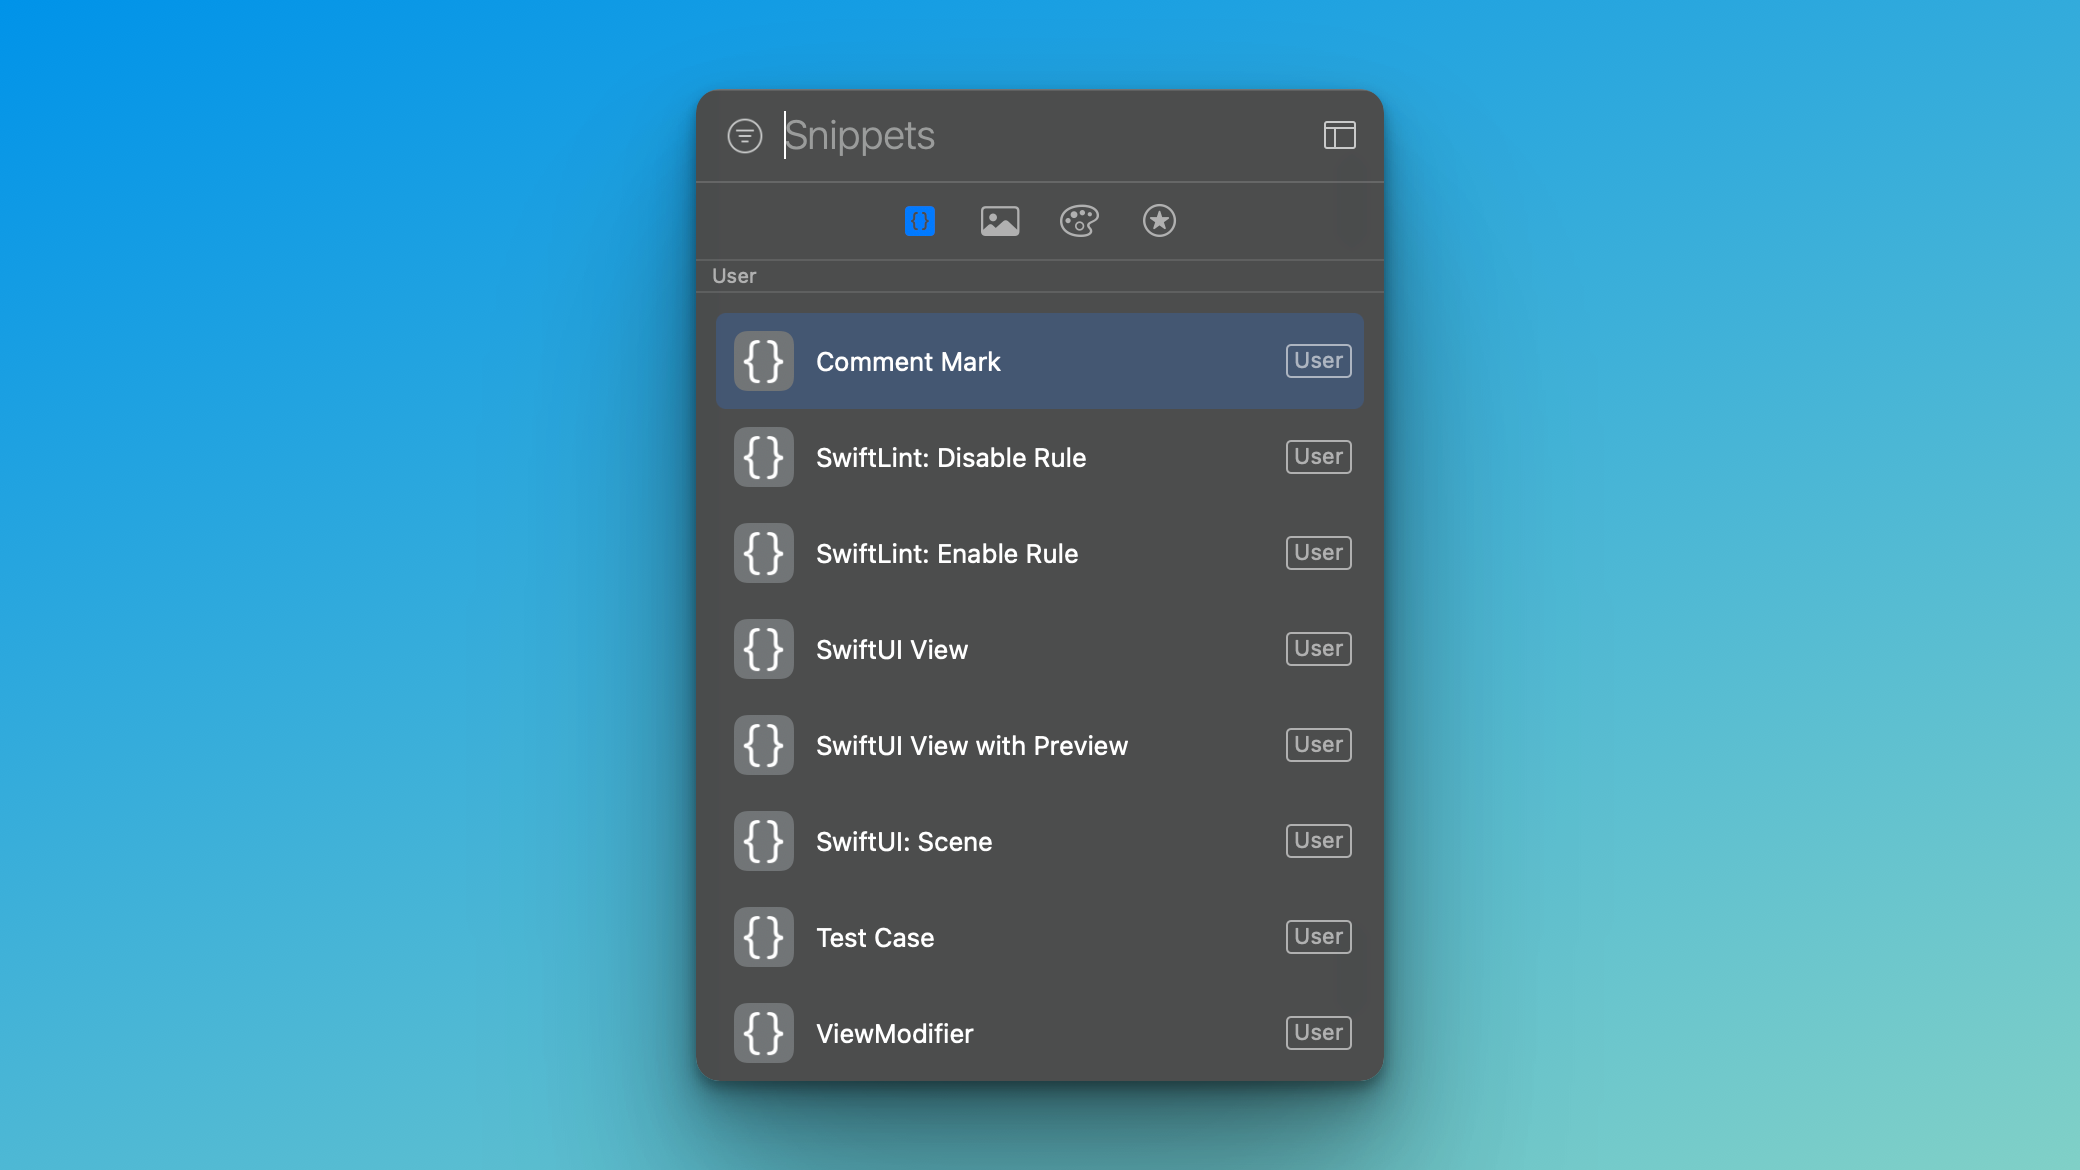 Snippets
User
{} Comment Mark User
{} SwiftLint: Disable Rule User
{} SwiftLint: Enable Rule User
{} SwiftUI View User
{} SwiftUI View with Preview User
{} SwiftUI: Scene User
{} Test Case User
{} ViewModifier User